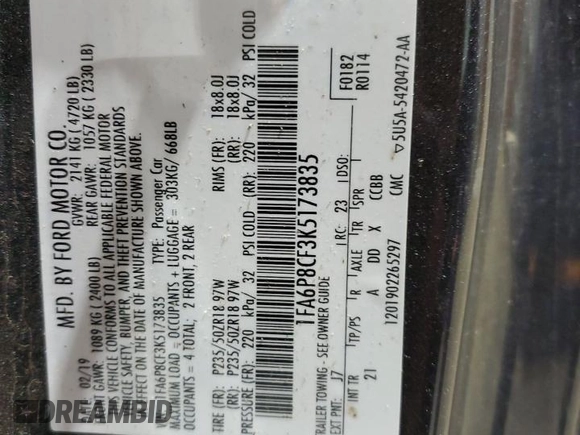 MFD. BY FORD MOTOR CO.
02/19
GVWR: 2141 KG ( 4720 LB)
FRONT GAWR: 1089 KG ( 2400 LB)
REAR GAWR: 1057 KG ( 2330 LB)
THIS VEHICLE CONFORMS TO ALL APPLICABLE FEDERAL MOTOR
VEHICLE SAFETY, BUMPER, AND THEFT PREVENTION STANDARDS
IN EFFECT ON THE DATE OF MANUFACTURE SHOWN ABOVE.
VIN: 1FA6P8CF3K5173835
TYPE: Passenger Car
MAXIMUM LOAD = OCCUPANTS + LUGGAGE = 303KG/ 668LB
OCCUPANTS = 4 TOTAL; 2 FRONT, 2 REAR
TIRE (FR): P235/50ZR18 97W RIMS (FR): 18x8.0J
TIRE (RR): P235/50ZR18 97W RIMS (RR): 18x8.0J
PRESSURE (FR): 220 kPa/ 32 PSI COLD
PRESSURE (RR): 220 kPa/ 32 PSI COLD
1FA6P8CF3K5173835
TRAILER TOWING - SEE OWNER GUIDE
F0182
R0114
EXT PNT: J7 RC: 23 DSO:
INT TR TP/PS R AXLE TR SPR
21 A DD X CCBB
1201902265297 CMC
▽5U5A-5420472-AA
DREAMBID